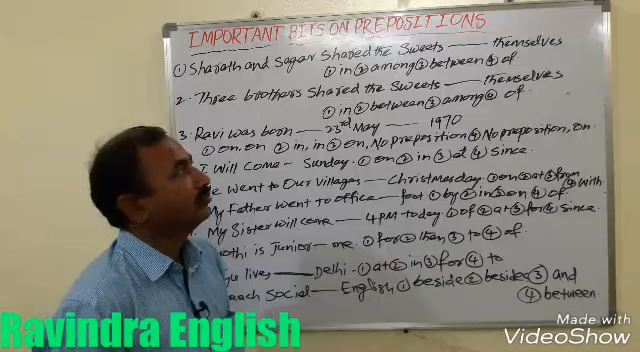 IMPORTANT BITS ON PREPOSITIONS
① Sharath and Sagar Shared the Sweets —— themselves
① in ② among ③ between ④ of.
2. Three brothers Shared the Sweets —— themselves
① in ② between ③ among ④ of.
3. Ravi was born —— 23rd May —— 1970
① on, on ② in, in ③ on, No preposition ④ No preposition, on.
I Will Come — Sunday. ① on ② in ③ at ④ Since.
e Went to Our Villages — Christmasday. ① on ② at ③ from
④ With
My Father Went to office — foot ① by ② in ③ on ④ of.
My Sister Will come — 4 PM today. ① of ② at ③ for ④ Since.
is Junior — me. ① for ② then ③ to ④ of.
lives —— Delhi. ① at ② in ③ for ④ to
each Social — English ① beside ② besides ③ and
④ between.
Ravindra English
Made with
VideoShow